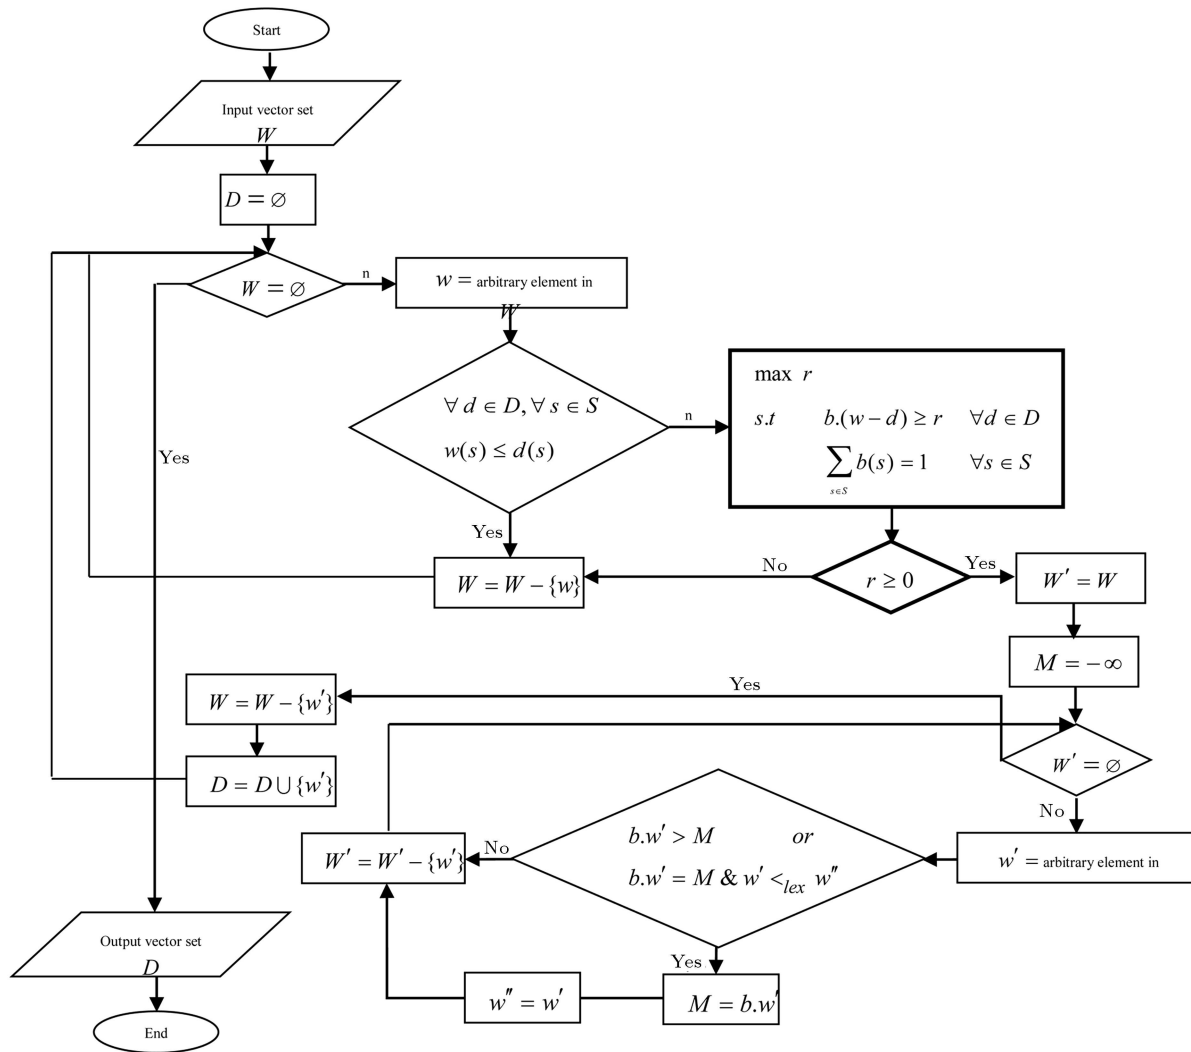 Start
Input vector set
W
D = ∅
W = ∅
n
w = arbitrary element in
W
∀ d ∈ D, ∀ s ∈ S
w(s) ≤ d(s)
n
max r
s.t b.(w − d) ≥ r ∀d ∈ D
∑ b(s) = 1 ∀s ∈ S
s∈S
Yes
Yes
W = W − {w}
No
r ≥ 0
Yes
W′ = W
M = − ∞
Yes
W = W − {w′}
W′ = ∅
D = D ∪ {w′}
No
w′ = arbitrary element in
b.w′ > M or
b.w′ = M & w′ <lex w″
No
W′ = W′ − {w′}
Yes
M = b.w′
w″ = w′
Output vector set
D
End